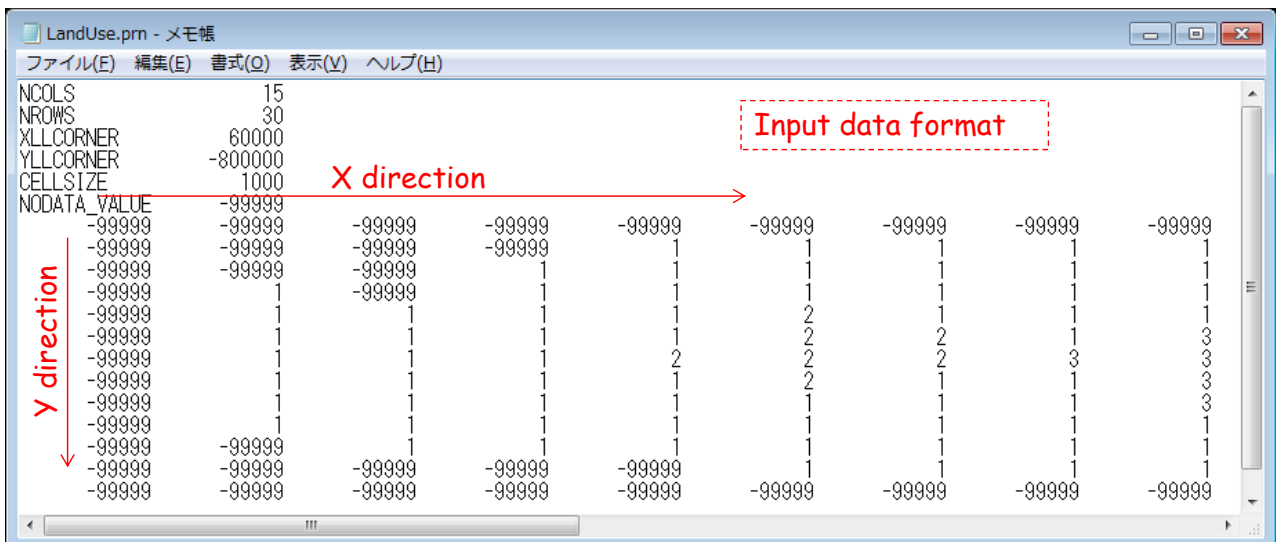 LandUse.prn - メモ帳
ファイル(F) 編集(E) 書式(O) 表示(V) ヘルプ(H)
NCOLS 15
NROWS 30
Input data format
XLLCORNER 60000
YLLCORNER -800000
CELLSIZE 1000
X direction
NODATA_VALUE -99999
-99999 -99999 -99999 -99999 -99999 -99999 -99999 -99999 -99999
-99999 -99999 -99999 -99999 1 1 1 1 1
-99999 -99999 -99999 1 1 1 1 1 1
-99999 1 -99999 1 1 1 1 1 1
-99999 1 1 1 1 2 1 1 1
-99999 1 1 1 1 2 2 1 3
-99999 1 1 1 2 2 2 3 3
-99999 1 1 1 1 2 1 1 3
-99999 1 1 1 1 1 1 1 3
-99999 1 1 1 1 1 1 1 1
-99999 -99999 1 1 1 1 1 1 1
-99999 -99999 -99999 -99999 -99999 1 1 1 1
-99999 -99999 -99999 -99999 -99999 -99999 -99999 -99999 -99999
Y direction